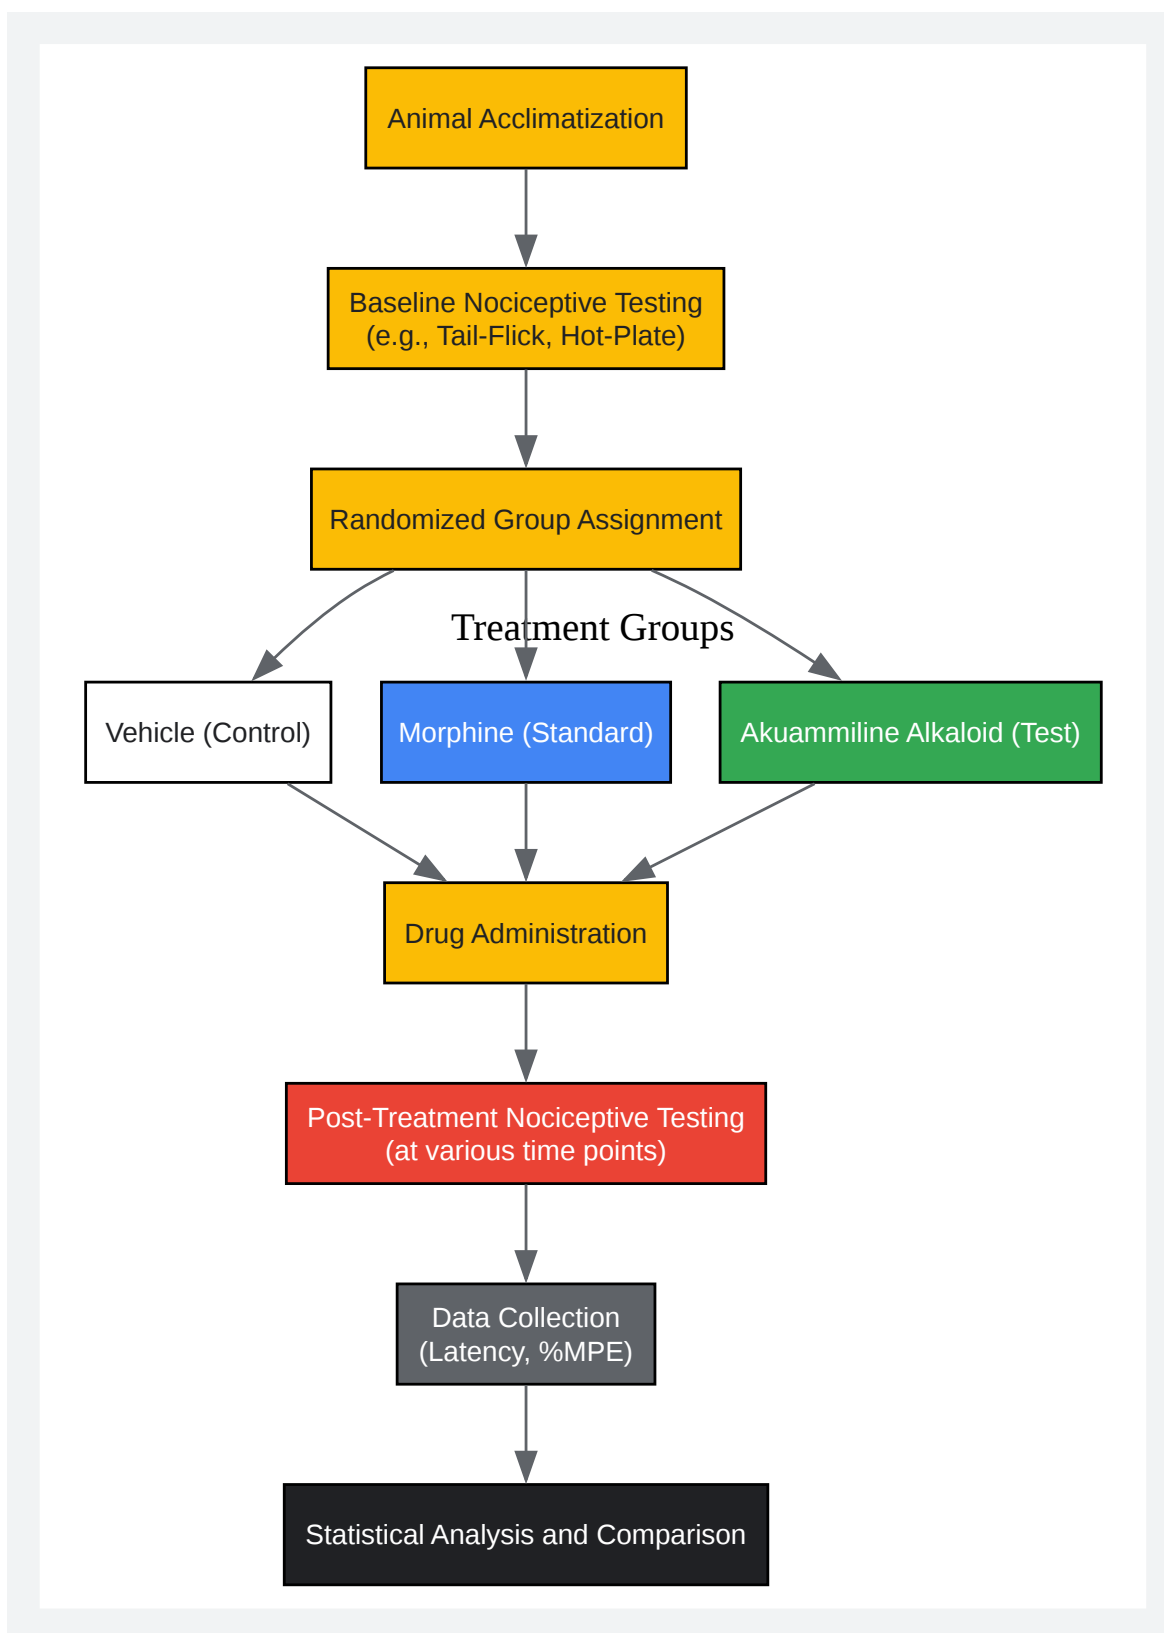 Animal Acclimatization
Baseline Nociceptive Testing
(e.g., Tail-Flick, Hot-Plate)
Randomized Group Assignment
Treatment Groups
Vehicle (Control)
Morphine (Standard)
Akuammiline Alkaloid (Test)
Drug Administration
Post-Treatment Nociceptive Testing
(at various time points)
Data Collection
(Latency, %MPE)
Statistical Analysis and Comparison